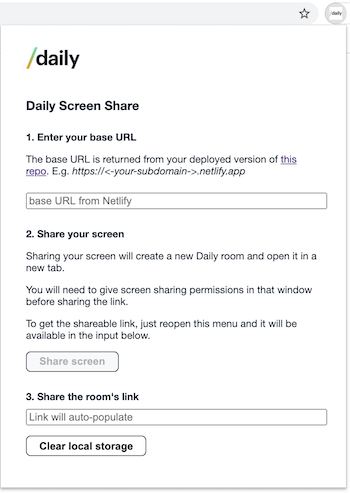 /daily
/daily
Daily Screen Share
1. Enter your base URL
The base URL is returned from your deployed version of this
repo. E.g. https://<-your-subdomain->.netlify.app
base URL from Netlify
2. Share your screen
Sharing your screen will create a new Daily room and open it in a
new tab.
You will need to give screen sharing permissions in that window
before sharing the link.
To get the shareable link, just reopen this menu and it will be
available in the input below.
Share screen
3. Share the room's link
Link will auto-populate
Clear local storage